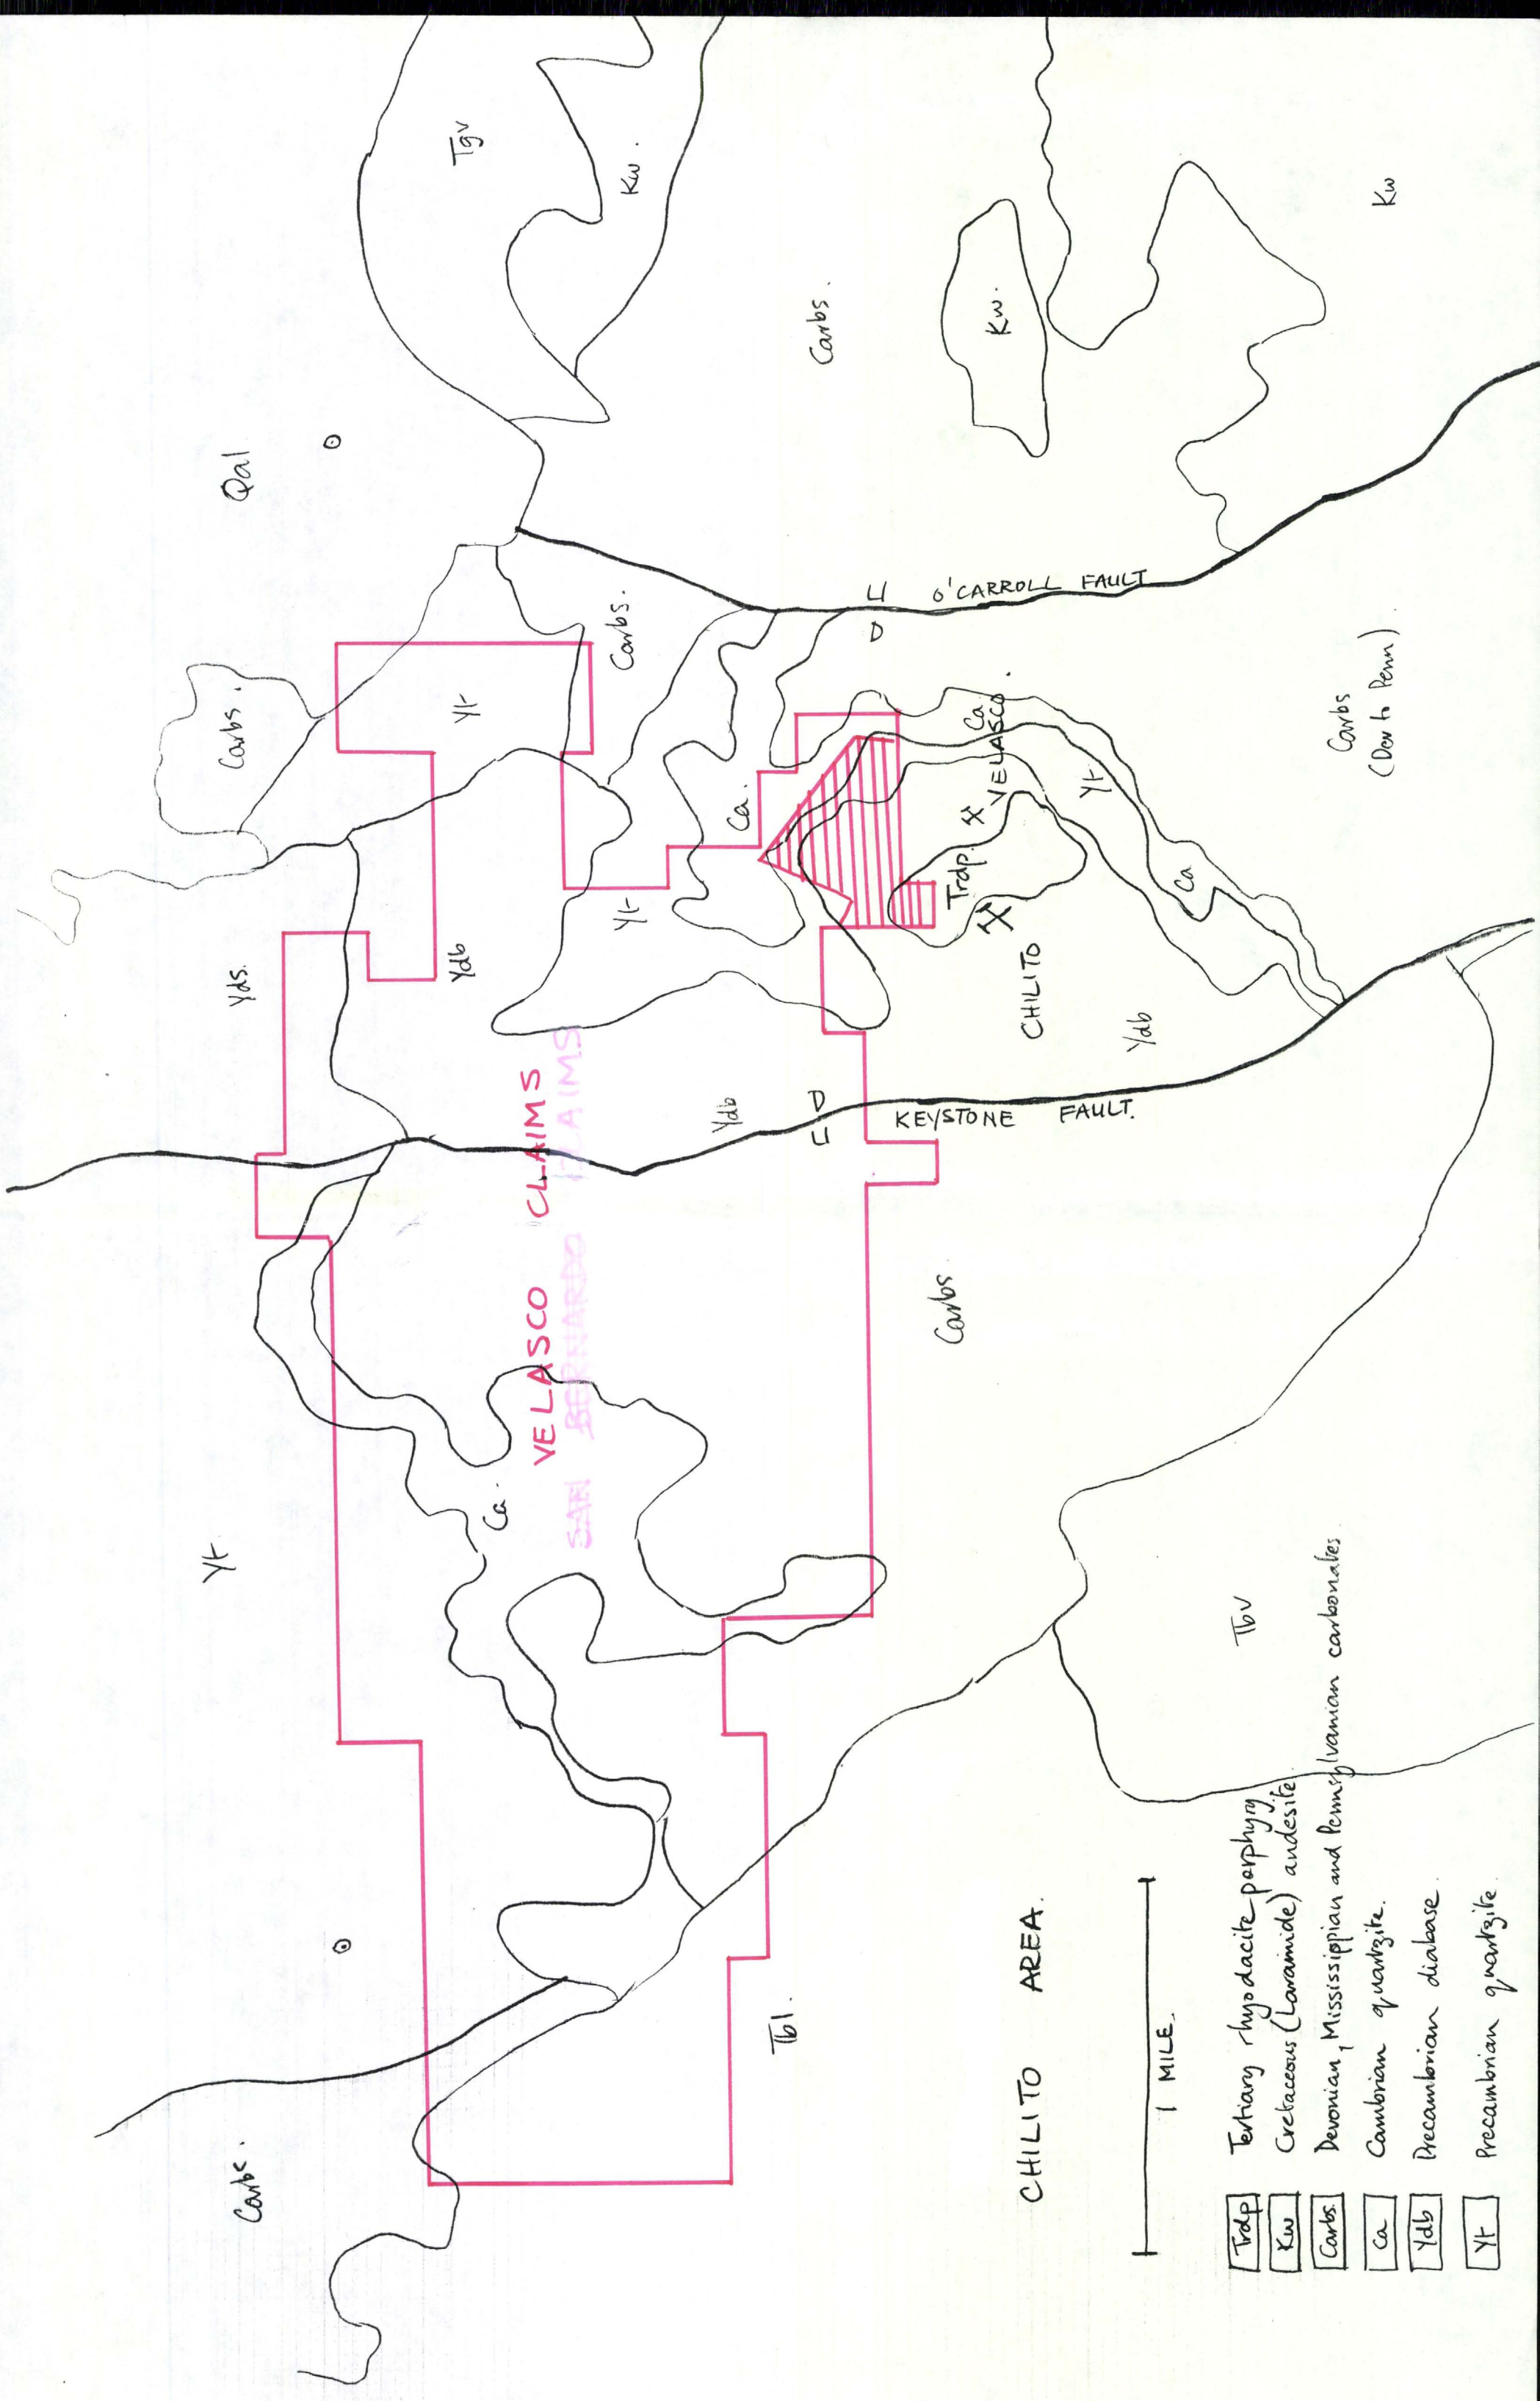 Carbs.
Yt
Yds.
Carbs.
Qal
Tgv
Kw.
Ca.
VELASCO CLAIMS
SAN BERNARDO CLAIMS
Ydb
Yt
Carbs.
Yt
Ca.
Ydb
Tbl.
Carbs
U
D
KEYSTONE FAULT.
CHILITO
Ydb
Trdp.
VELASCO.
Ca
Yt
Ca
D
U
O'CARROLL FAULT
Carbs.
Kw.
Kw
Carbs
(Dev to Penn)
Tbv
CHILITO AREA.
1 MILE.
Trdp Tertiary rhyodacite porphyry
Kw Cretaceous (Laramide) andesite.
Carbs. Devonian, Mississippian and Pennsylvanian carbonates
Ca Cambrian quartzite.
Ydb Precambrian diabase.
Yt Precambrian quartzite.